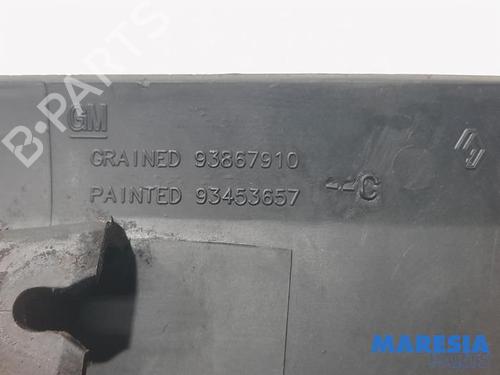 B-PARTS
GM
GRAINED 93867910
PAINTED 93453657
--C
MARESIA